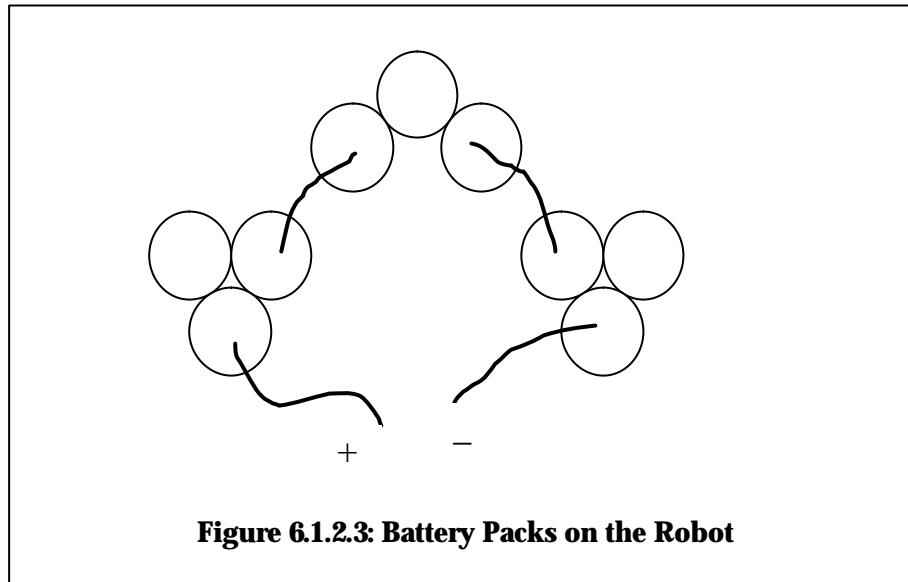 + −
Figure 6.1.2.3: Battery Packs on the Robot